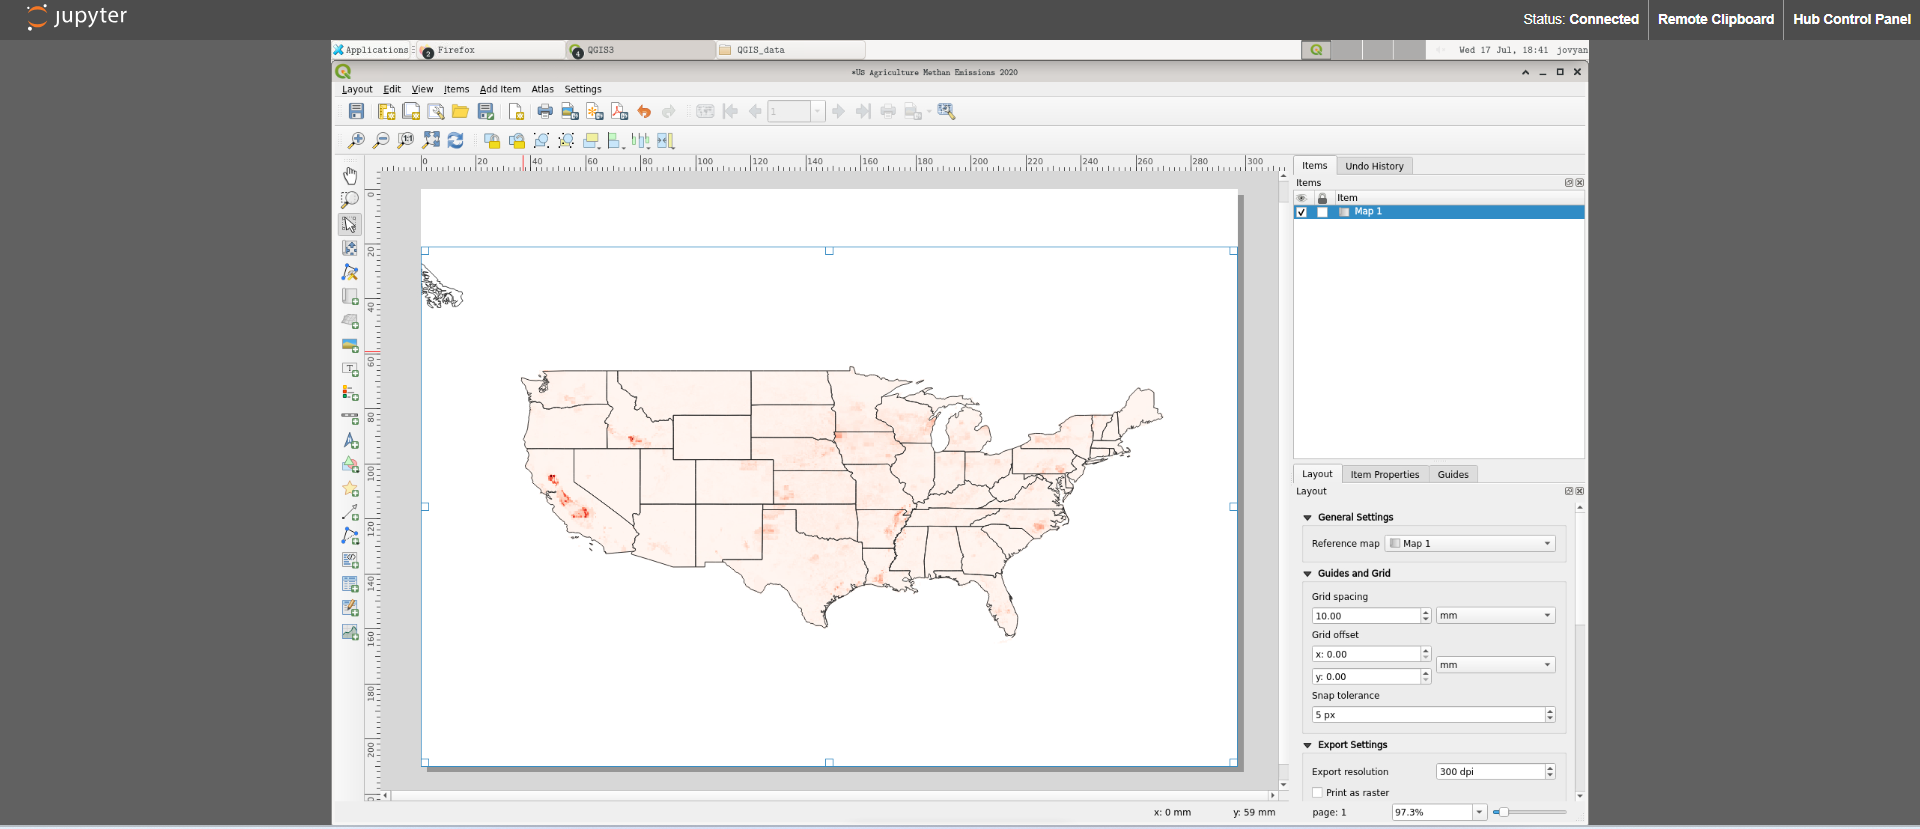 jupyter
Status: Connected
Remote Clipboard
Hub Control Panel
Applications
2 Firefox
4 QGIS3
QGIS_data
Wed 17 Jul, 18:41 jovyan
*US Agriculture Methan Emissions 2020
Layout Edit View Items Add Item Atlas Settings
1
1:1
0 20 40 60 80 100 120 140 160 180 200 220 240 260 280 300
0
20
40
60
80
100
120
140
160
180
200
Items Undo History
Items
Item
Map 1
Layout Item Properties Guides
Layout
General Settings
Reference map Map 1
Guides and Grid
Grid spacing
10.00 mm
Grid offset
x: 0.00
mm
y: 0.00
Snap tolerance
5 px
Export Settings
Export resolution 300 dpi
Print as raster
x: 0 mm y: 59 mm page: 1 97.3%